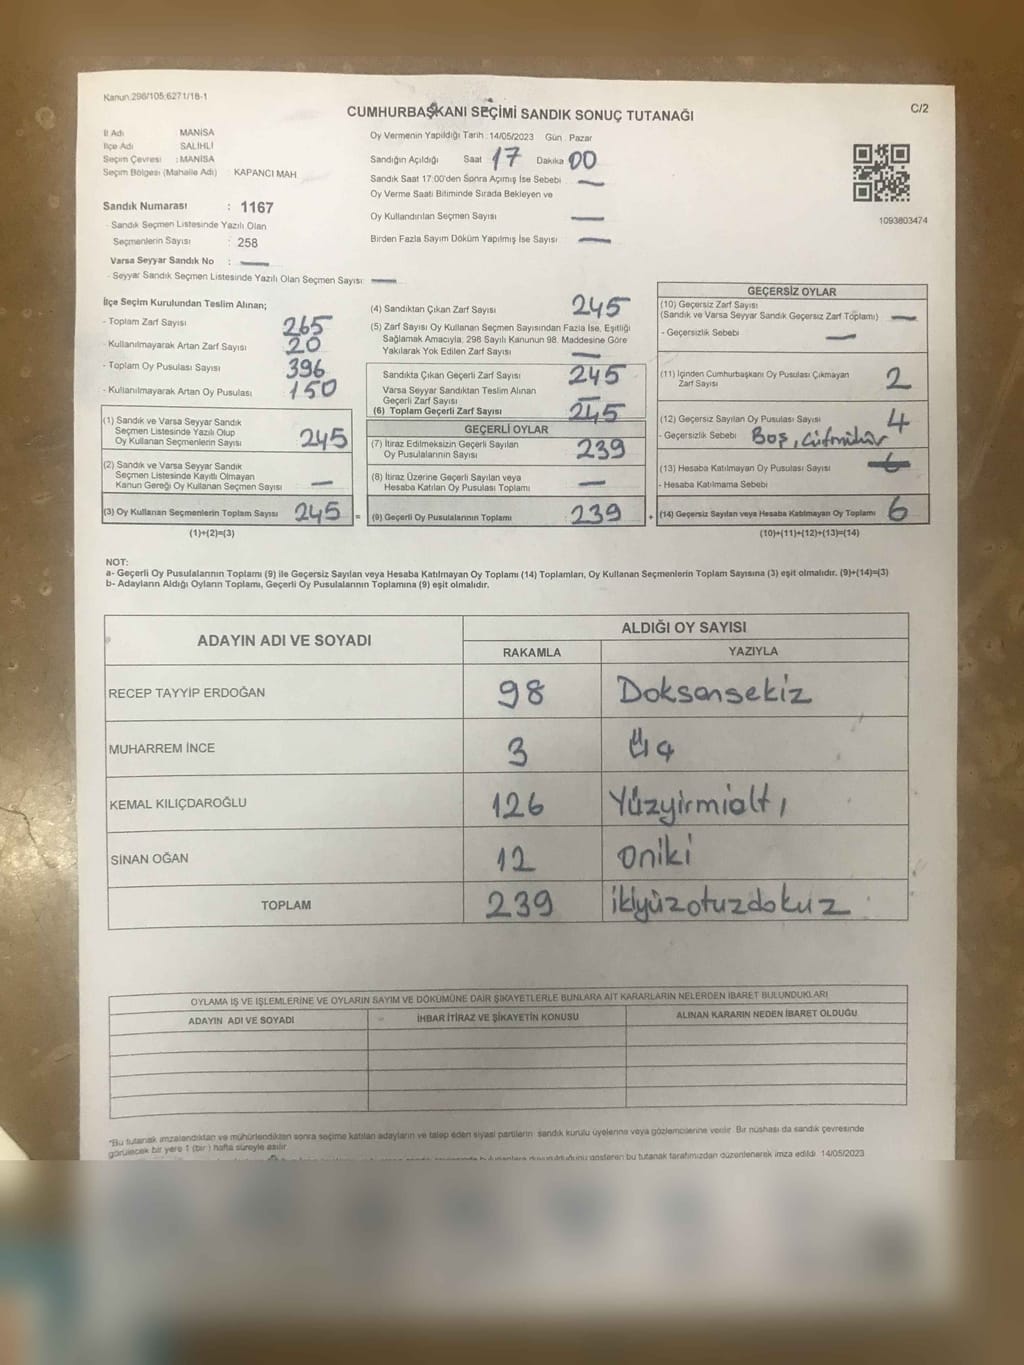 Kanun:298/105;6271/18-1
CUMHURBAŞKANI SEÇİMİ SANDIK SONUÇ TUTANAĞI
C/2
İl Adı MANİSA
İlçe Adı SALİHLİ
Seçim Çevresi : MANİSA
Seçim Bölgesi (Mahalle Adı) : KAPANCI MAH
Sandık Numarası : 1167
- Sandık Seçmen Listesinde Yazılı Olan
Seçmenlerin Sayısı : 258
Varsa Seyyar Sandık No : —
- Seyyar Sandık Seçmen Listesinde Yazılı Olan Seçmen Sayısı: —
Oy Vermenin Yapıldığı Tarih : 14/05/2023 Gün : Pazar
Sandığın Açıldığı Saat 17 Dakika 00
Sandık Saat 17:00'den Sonra Açımış İse Sebebi —
Oy Verme Saati Bitiminde Sırada Bekleyen ve
Oy Kullandırılan Seçmen Sayısı —
Birden Fazla Sayım Döküm Yapılmış İse Sayısı —
1093803474
İlçe Seçim Kurulundan Teslim Alınan;
- Toplam Zarf Sayısı 265
- Kullanılmayarak Artan Zarf Sayısı 20
- Toplam Oy Pusulası Sayısı 396
- Kullanılmayarak Artan Oy Pusulası 150
(1) Sandık ve Varsa Seyyar Sandık
Seçmen Listesinde Yazılı Olup
Oy Kullanan Seçmenlerin Sayısı 245
(2) Sandık ve Varsa Seyyar Sandık
Seçmen Listesinde Kayıtlı Olmayan
Kanun Gereği Oy Kullanan Seçmen Sayısı —
(3) Oy Kullanan Seçmenlerin Toplam Sayısı 245 =
(1)+(2)=(3)
(4) Sandıktan Çıkan Zarf Sayısı 245
(5) Zarf Sayısı Oy Kullanan Seçmen Sayısından Fazla İse, Eşitliği
Sağlamak Amacıyla, 298 Sayılı Kanunun 98. Maddesine Göre
Yakılarak Yok Edilen Zarf Sayısı —
Sandıkta Çıkan Geçerli Zarf Sayısı 245
Varsa Seyyar Sandıktan Teslim Alınan
Geçerli Zarf Sayısı —
(6) Toplam Geçerli Zarf Sayısı 245
GEÇERLİ OYLAR
(7) İtiraz Edilmeksizin Geçerli Sayılan
Oy Pusulalarının Sayısı 239
(8) İtiraz Üzerine Geçerli Sayılan veya
Hesaba Katılan Oy Pusulası Toplamı —
(9) Geçerli Oy Pusulalarının Toplamı 239 +
GEÇERSİZ OYLAR
(10) Geçersiz Zarf Sayısı
(Sandık ve Varsa Seyyar Sandık Geçersiz Zarf Toplamı) —
- Geçersizlik Sebebi —
(11) İçinden Cumhurbaşkanı Oy Pusulası Çıkmayan
Zarf Sayısı 2
(12) Geçersiz Sayılan Oy Pusulası Sayısı 4
- Geçersizlik Sebebi Boş,
(13) Hesaba Katılmayan Oy Pusulası Sayısı
- Hesaba Katılmama Sebebi
(14) Geçersiz Sayılan veya Hesaba Katılmayan Oy Toplamı 6
(10)+(11)+(12)+(13)=(14)
NOT:
a- Geçerli Oy Pusulalarının Toplamı (9) ile Geçersiz Sayılan veya Hesaba Katılmayan Oy Toplamı (14) Toplamları, Oy Kullanan Seçmenlerin Toplam Sayısına (3) eşit olmalıdır. (9)+(14)=(3)
b- Adayların Aldığı Oyların Toplamı, Geçerli Oy Pusulalarının Toplamına (9) eşit olmalıdır.
ADAYIN ADI VE SOYADI ALDIĞI OY SAYISI
RAKAMLA YAZIYLA
RECEP TAYYİP ERDOĞAN 98 Doksansekiz
MUHARREM İNCE 3 Üç
KEMAL KILIÇDAROĞLU 126 Yüzyirmialtı
SİNAN OĞAN 12 Oniki
TOPLAM 239 ikiyüzotuzdokuz
OYLAMA İŞ VE İŞLEMLERİNE VE OYLARIN SAYIM VE DÖKÜMÜNE DAİR ŞİKAYETLERLE BUNLARA AİT KARARLARIN NELERDEN İBARET BULUNDUKLARI
ADAYIN ADI VE SOYADI İHBAR İTİRAZ VE ŞİKAYETİN KONUSU ALINAN KARARIN NEDEN İBARET OLDUĞU
*Bu tutanak imzalandıktan ve mühürlendikten sonra seçime katılan adayların ve talep eden siyasi partilerin sandık kurulu üyelerine veya gözlemcilerine verilir. Bir nüshası da sandık çevresinde
görülecek bir yere 1 (bir) hafta süreyle asılır.
bulunanlara duyurulduğunu gösteren bu tutanak tarafımızdan düzenlenerek imza edildi. 14/05/2023